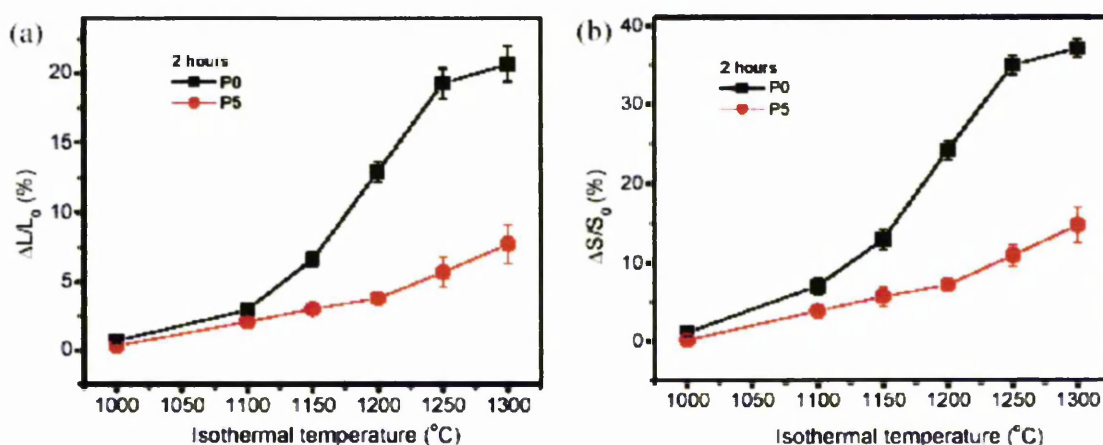 (a)
2 hours
P0
P5
20
15
10
5
0
ΔL/L₀ (%)
1000 1050 1100 1150 1200 1250 1300
Isothermal temperature (°C)
(b)
2 hours
P0
P5
40
30
20
10
0
ΔS/S₀ (%)
1000 1050 1100 1150 1200 1250 1300
Isothermal temperature (°C)